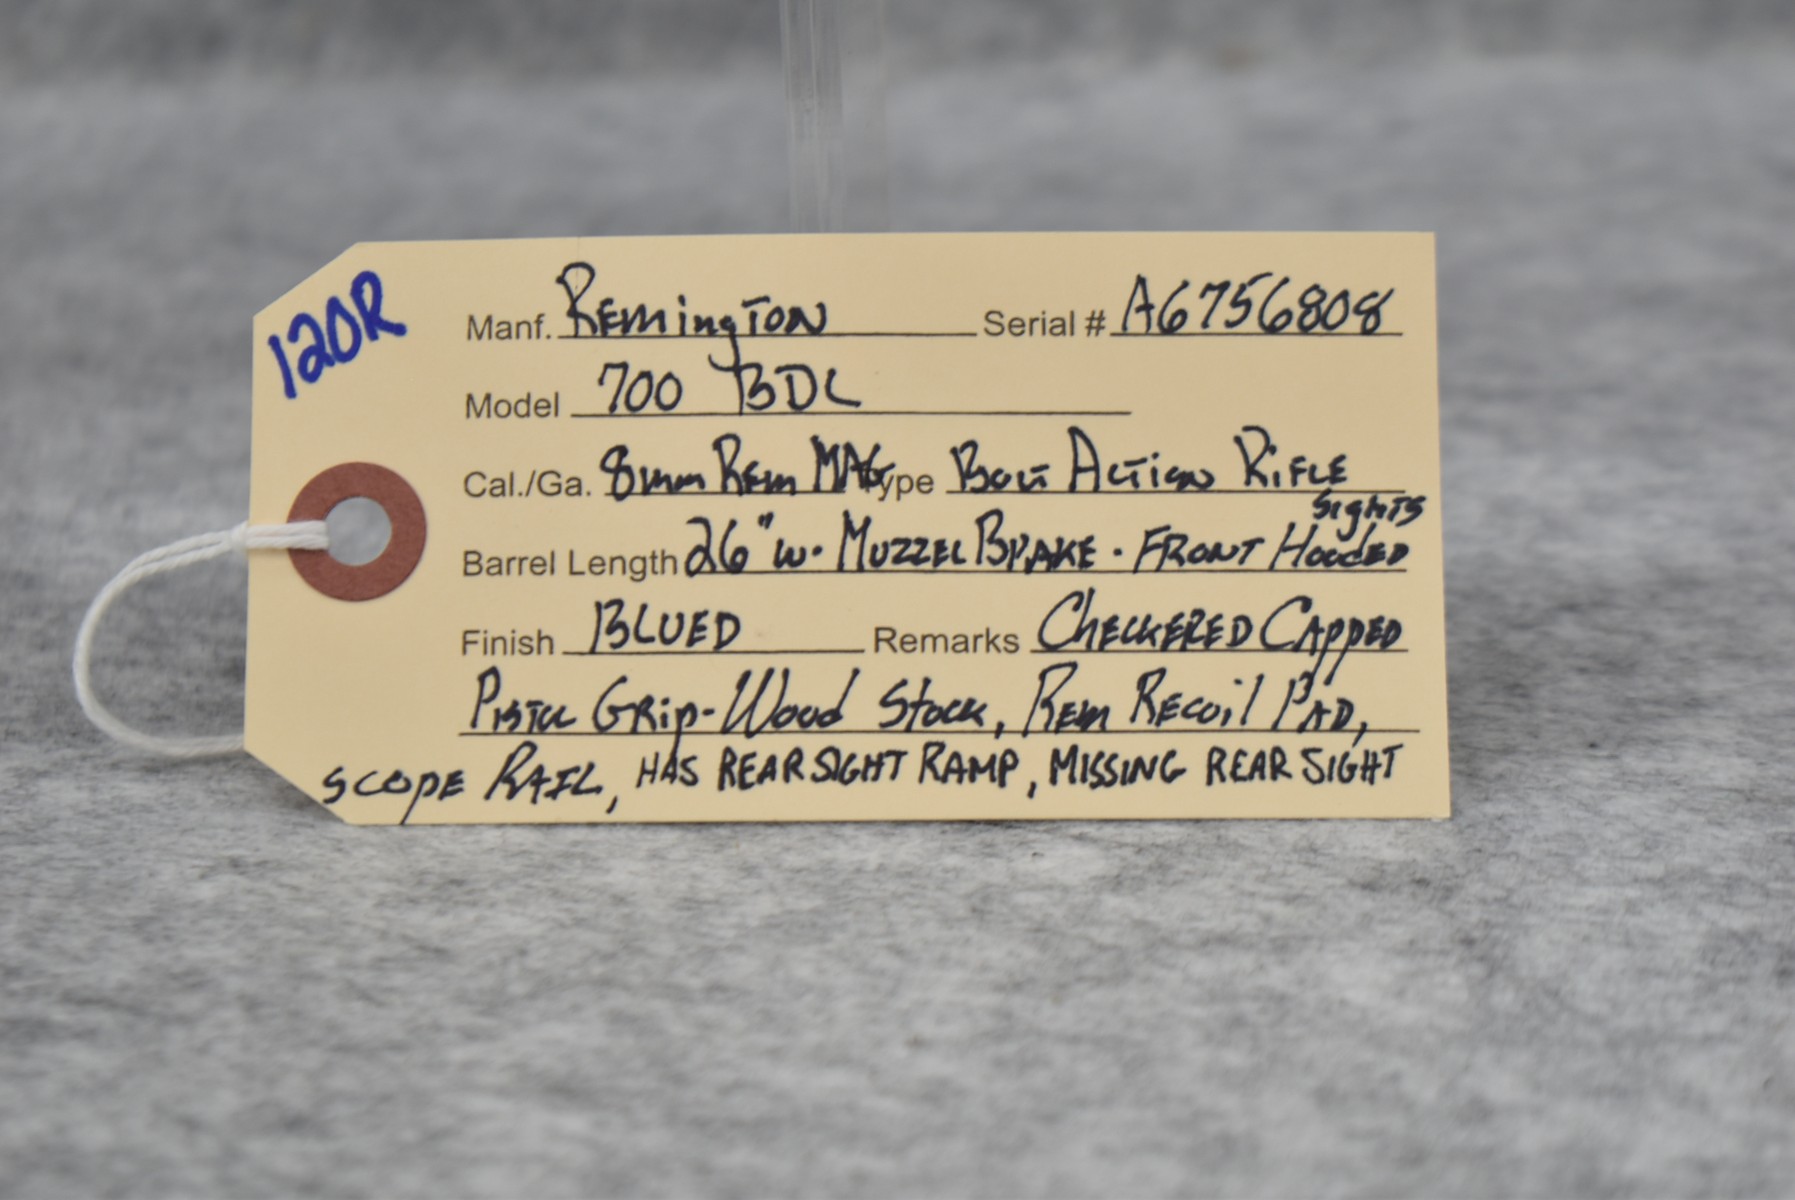 120R
Manf. Remington Serial # A6756808
Model 700 BDL
Cal./Ga. 8mm Rem MAG Type Bolt Action Rifle
Sights
Barrel Length 26" w. Muzzel Brake . Front Hooded
Finish BLUED Remarks Checkered Capped
Pistol Grip-Wood Stock, Rem Recoil Pad,
SCOPE RAIL, HAS REAR SIGHT RAMP, MISSING REAR SIGHT